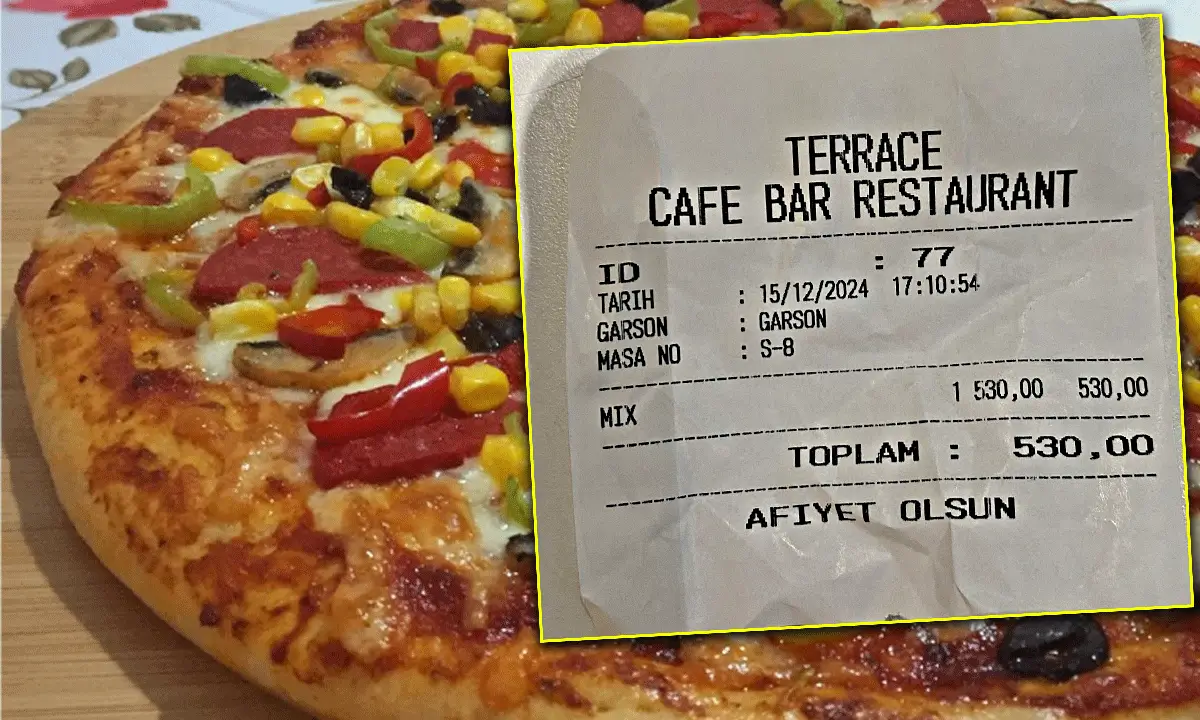 TERRACE
CAFE BAR RESTAURANT
ID : 77
TARIH : 15/12/2024 17:10:54
GARSON : GARSON
MASA NO : S-8
MIX 1 530,00 530,00
TOPLAM : 530,00
AFIYET OLSUN